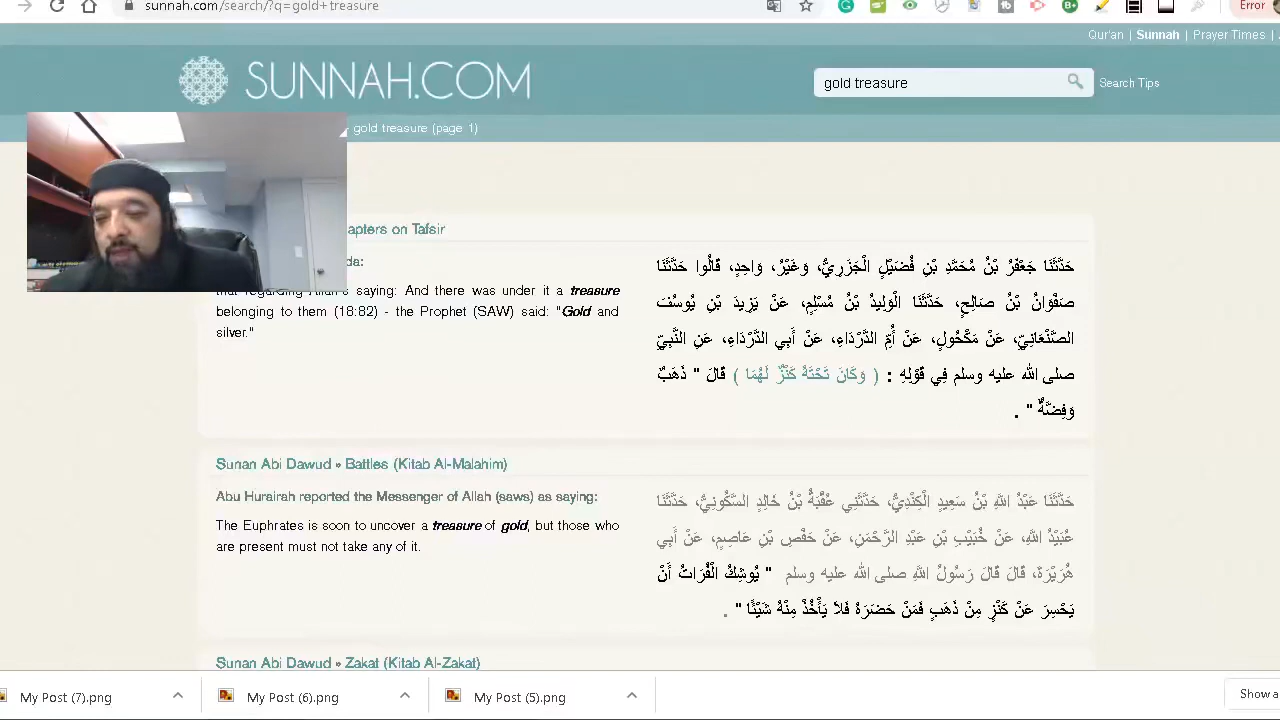 sunnah.com/search/?q=gold+treasure
Error
Qur'an | Sunnah | Prayer Times |
SUNNAH.COM
gold treasure
Search Tips
gold treasure (page 1)
apters on Tafsir
da:
that regarding Allah's saying: And there was under it a treasure
belonging to them (18:82) - the Prophet (SAW) said: "Gold and
silver."
حَدَّثَنَا جَعْفَرُ بْنُ مُحَمَّدِ بْنِ فُضَيْلٍ الْجَزَرِيُّ، وَغَيْرُ، وَاحِدٍ، قَالُوا حَدَّثَنَا
صَفْوَانُ بْنُ صَالِحٍ، حَدَّثَنَا الْوَلِيدُ بْنُ مُسْلِمٍ، عَنْ يَزِيدَ بْنِ يُوسُفَ
الصَّنْعَانِيِّ، عَنْ مَكْحُولٍ، عَنْ أُمِّ الدَّرْدَاءِ، عَنْ أَبِي الدَّرْدَاءِ، عَنِ النَّبِيِّ
صلى الله عليه وسلم فِي قَوْلِهِ : ( وَكَانَ تَحْتَهُ كَنْزٌ لَهُمَا ) قَالَ " ذَهَبٌ
وَفِضَّةٌ " .
Sunan Abi Dawud » Battles (Kitab Al-Malahim)
Abu Hurairah reported the Messenger of Allah (saws) as saying:
The Euphrates is soon to uncover a treasure of gold, but those who
are present must not take any of it.
حَدَّثَنَا عَبْدُ اللَّهِ بْنُ سَعِيدٍ الْكِنْدِيُّ، حَدَّثَنِي عُقْبَةُ بْنُ خَالِدٍ السَّكُونِيُّ، حَدَّثَنَا
عُبَيْدُ اللَّهِ، عَنْ خُبَيْبِ بْنِ عَبْدِ الرَّحْمَنِ، عَنْ حَفْصِ بْنِ عَاصِمٍ، عَنْ أَبِي
هُرَيْرَةَ، قَالَ قَالَ رَسُولُ اللَّهِ صلى الله عليه وسلم " يُوشِكُ الْفُرَاتُ أَنْ
يَحْسِرَ عَنْ كَنْزٍ مِنْ ذَهَبٍ فَمَنْ حَضَرَهُ فَلاَ يَأْخُذْ مِنْهُ شَيْئًا " .
Sunan Abi Dawud » Zakat (Kitab Al-Zakat)
My Post (7).png
My Post (6).png
My Post (5).png
Show a